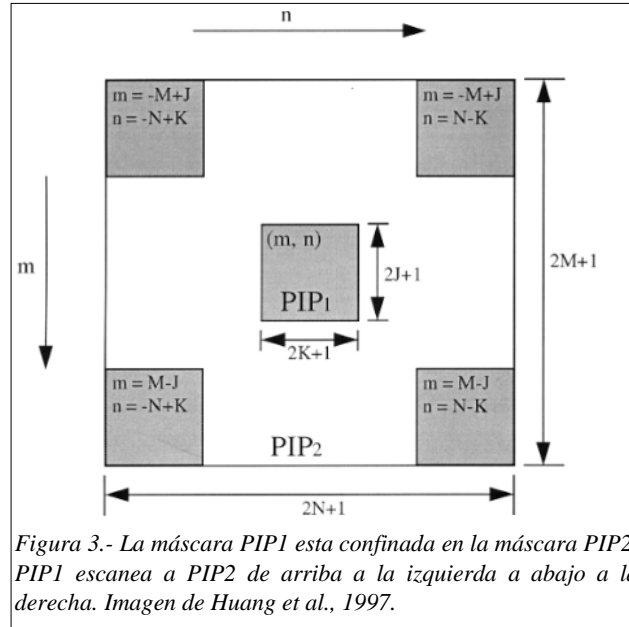 n
m = -M+J
n = -N+K
m = -M+J
n = N-K
(m, n)
m
2J+1
2M+1
PIP1
2K+1
m = M-J
n = -N+K
m = M-J
n = N-K
PIP2
2N+1
Figura 3.- La máscara PIP1 esta confinada en la máscara PIP2
PIP1 escanea a PIP2 de arriba a la izquierda a abajo a la
derecha. Imagen de Huang et al., 1997.